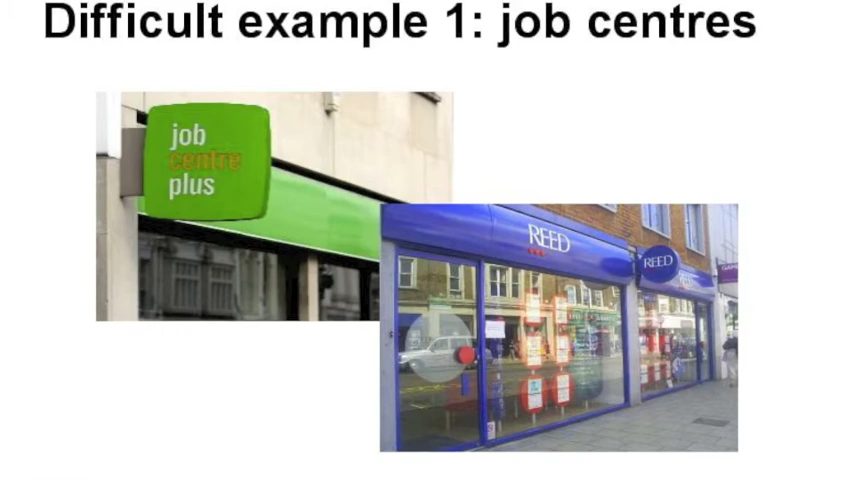 Difficult example 1: job centres
job
centre
plus
REED
REED